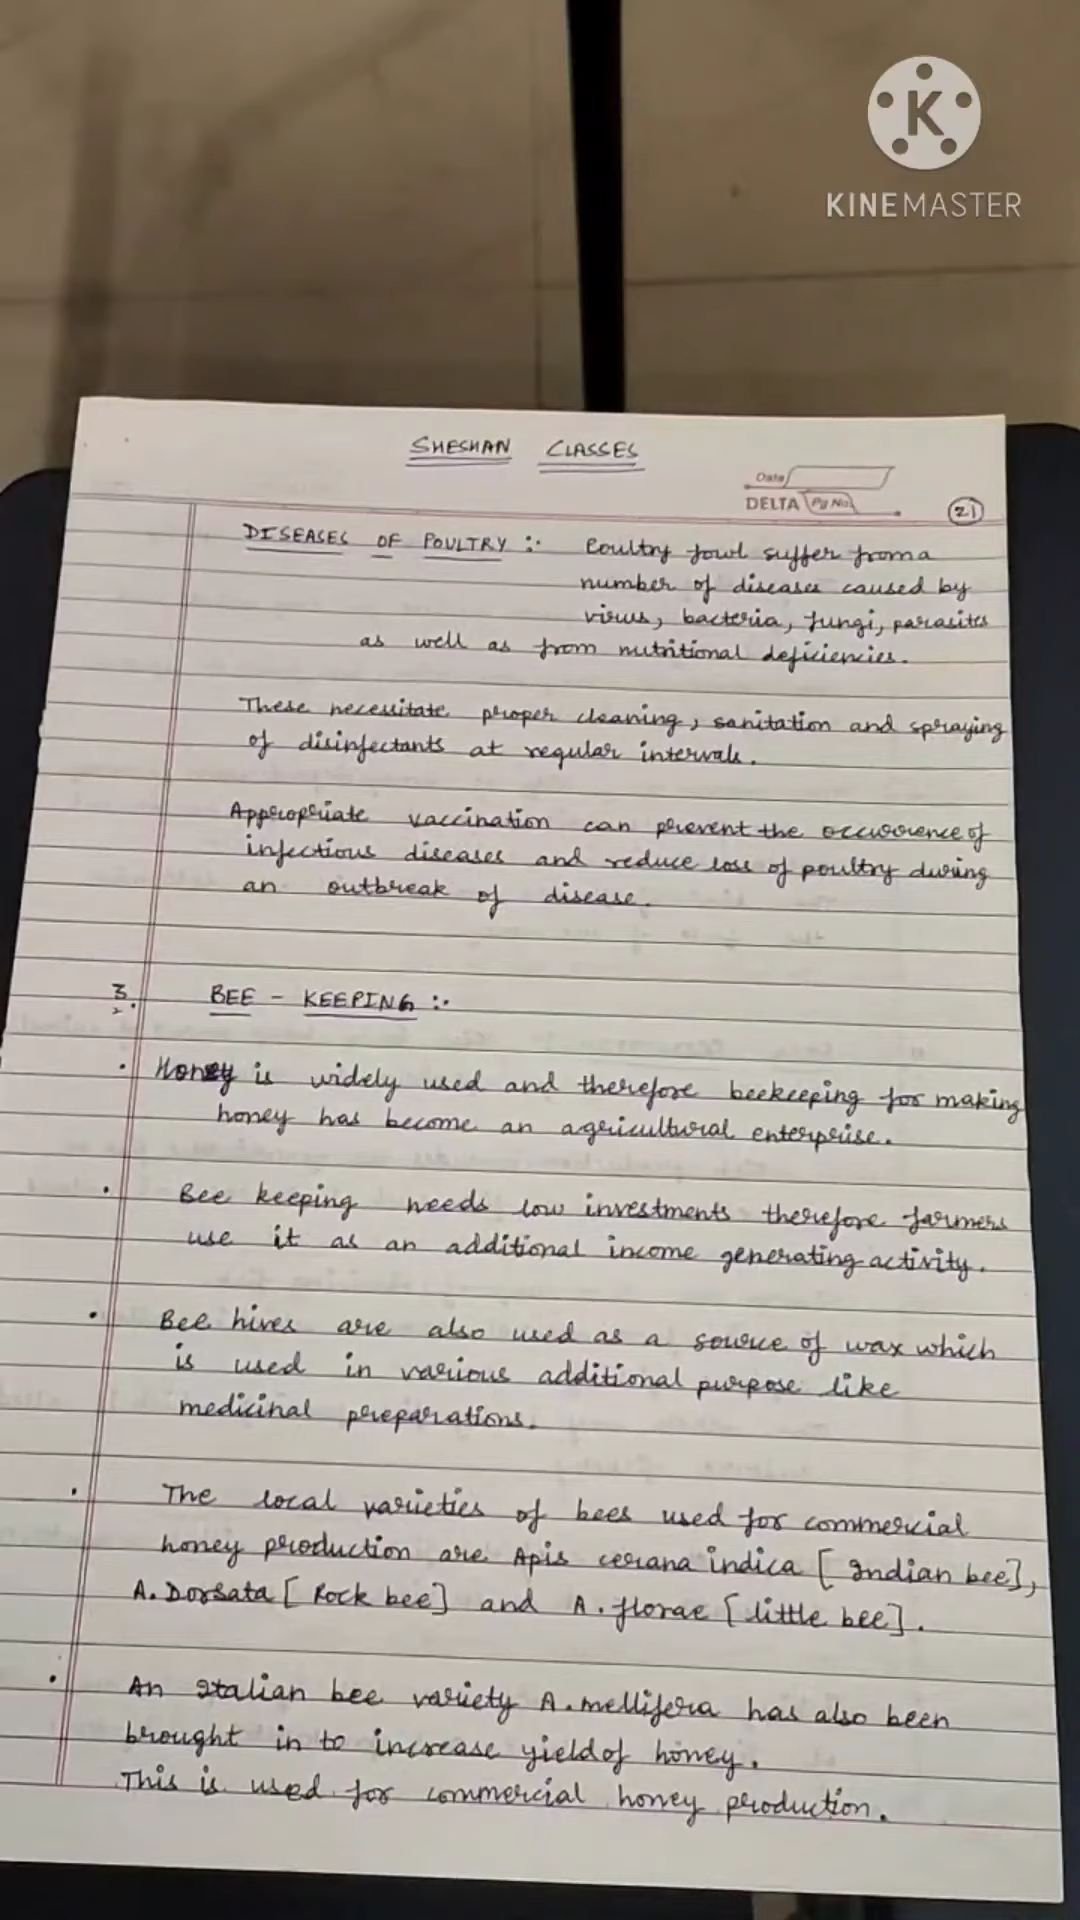 K
KINEMASTER
SHESHAN CLASSES
Date
DELTA Pg No.
21
DISEASES OF POULTRY :- Poultry fowl suffer from a
number of diseases caused by
virus, bacteria, fungi, parasites
as well as from nutritional deficiencies.
These necessitate proper cleaning, sanitation and spraying
of disinfectants at regular intervals.
Appropriate vaccination can prevent the occurrence of
infectious diseases and reduce loss of poultry during
an outbreak of disease.
3. BEE - KEEPING :-
• Honey is widely used and therefore beekeeping for making
honey has become an agricultural enterprise.
• Bee keeping needs low investments therefore farmers
use it as an additional income generating activity.
• Bee hives are also used as a source of wax which
is used in various additional purpose like
medicinal preparations.
• The local varieties of bees used for commercial
honey production are Apis cerana indica [Indian bee],
A. Dorsata [Rock bee] and A. florae [little bee].
• An Italian bee variety A. mellifera has also been
brought in to increase yield of honey.
This is used for commercial honey production.